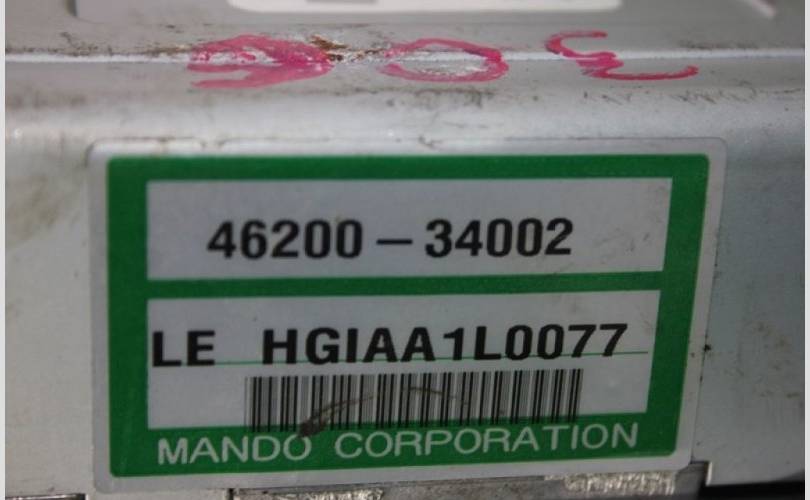 46200-34002
LE HGIAA1L0077
MANDO CORPORATION